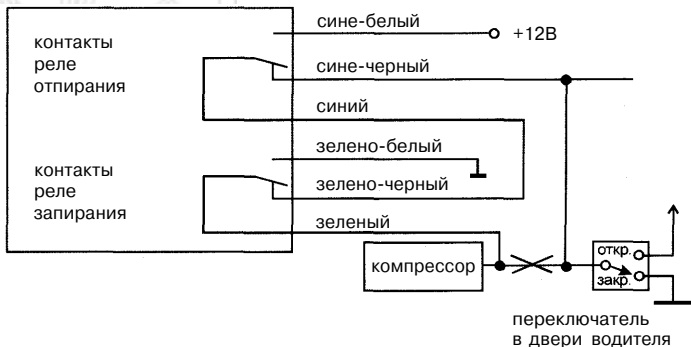 сине-белый
+12В
контакты
реле
отпирания
сине-черный
синий
зелено-белый
контакты
реле
запирания
зелено-черный
зеленый
компрессор
откр.
закр.
переключатель
в двери водителя